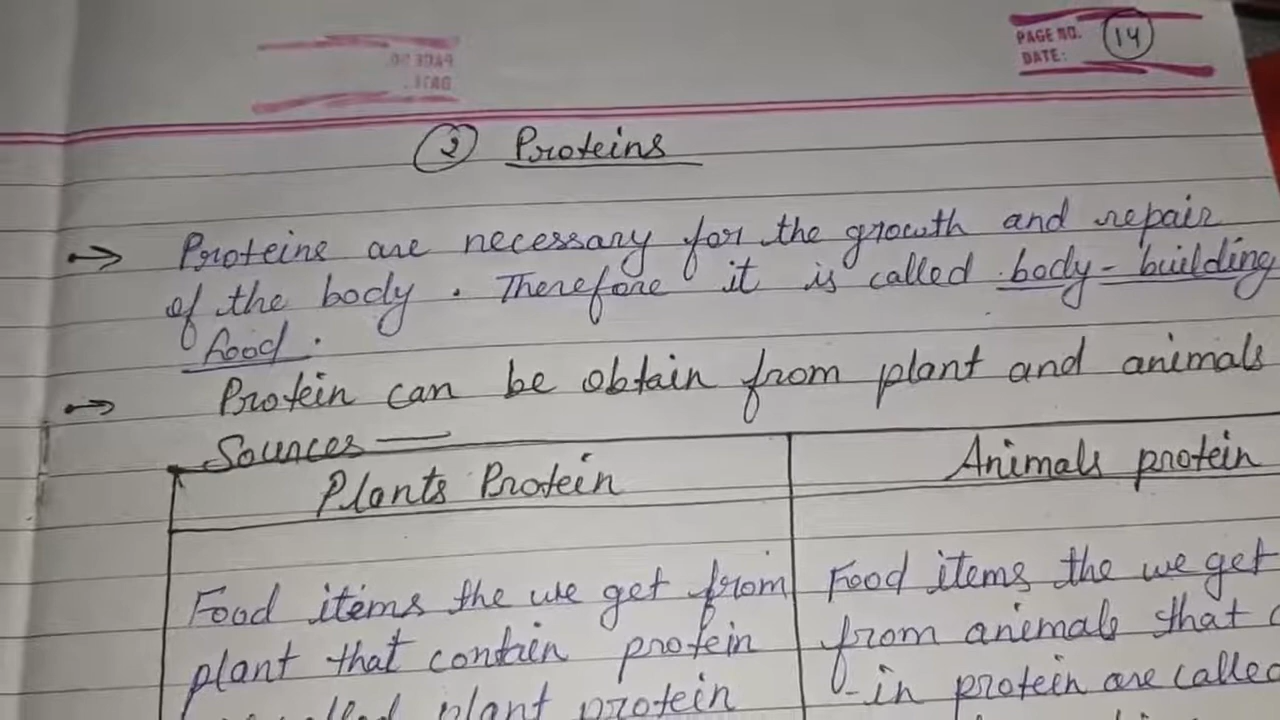 PAGE NO. 14
DATE:
② Proteins
→ Proteins are necessary for the growth and repair
of the body. Therefore it is called body-building
food.
→ Protein can be obtain from plant and animals
Sources —
Plants Protein
Food items the we get from
plant that contain protein
plant protein
Animals protein
Food items the we get
from animals that
in protein are called